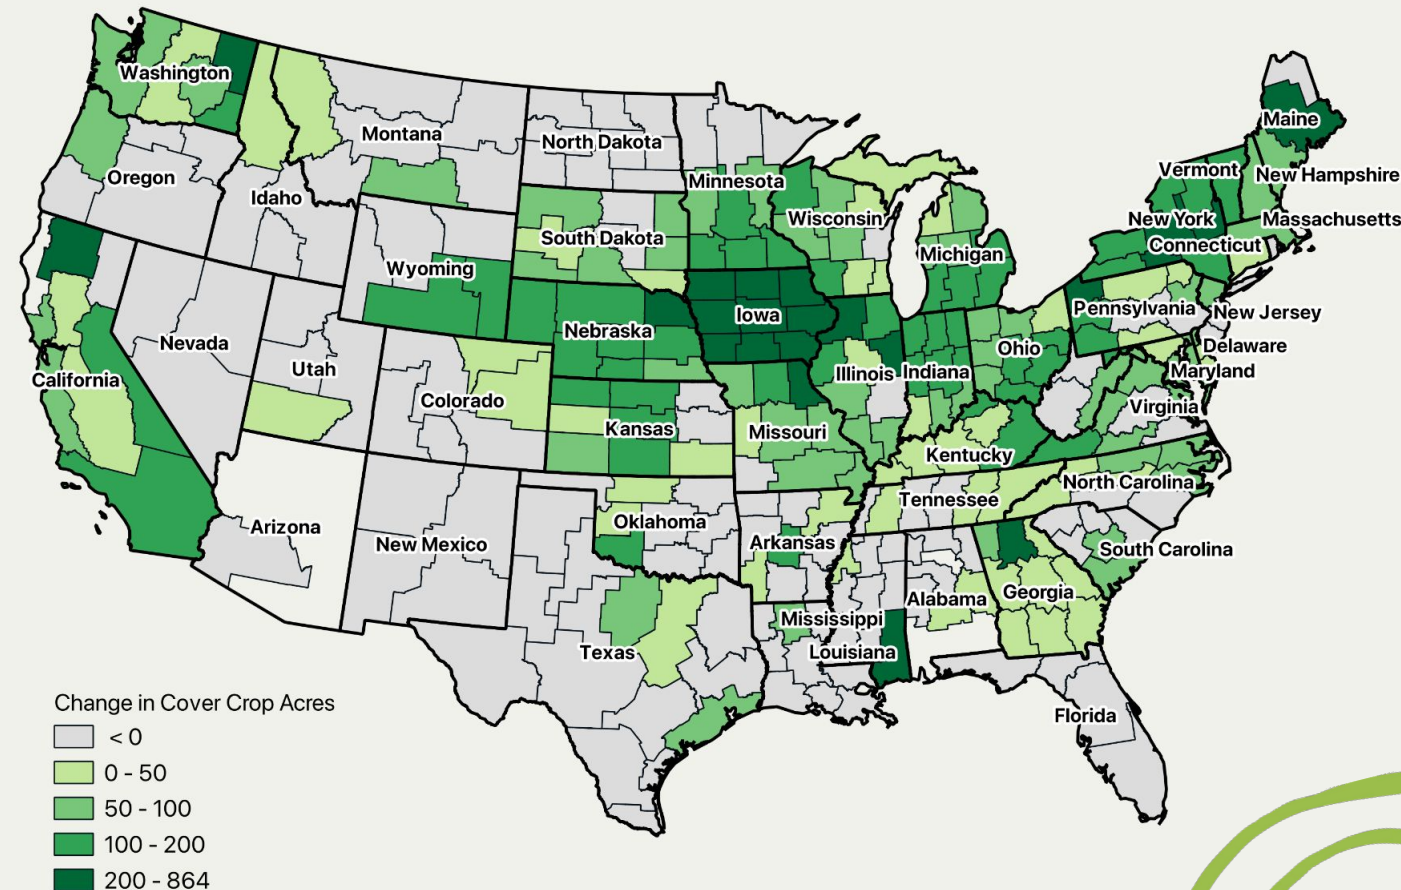 Washington
Montana
North Dakota
Minnesota
Maine
Vermont
New Hampshire
Oregon
Idaho
Wisconsin
New York
Massachusetts
South Dakota
Connecticut
Michigan
Wyoming
Iowa
Pennsylvania
New Jersey
Nebraska
Nevada
Ohio
Delaware
Utah
Illinois
Indiana
Maryland
California
Colorado
Virginia
Kansas
Missouri
Kentucky
North Carolina
Tennessee
Arizona
Oklahoma
New Mexico
Arkansas
South Carolina
Alabama
Georgia
Mississippi
Texas
Louisiana
Florida
Change in Cover Crop Acres
< 0
0 - 50
50 - 100
100 - 200
200 - 864